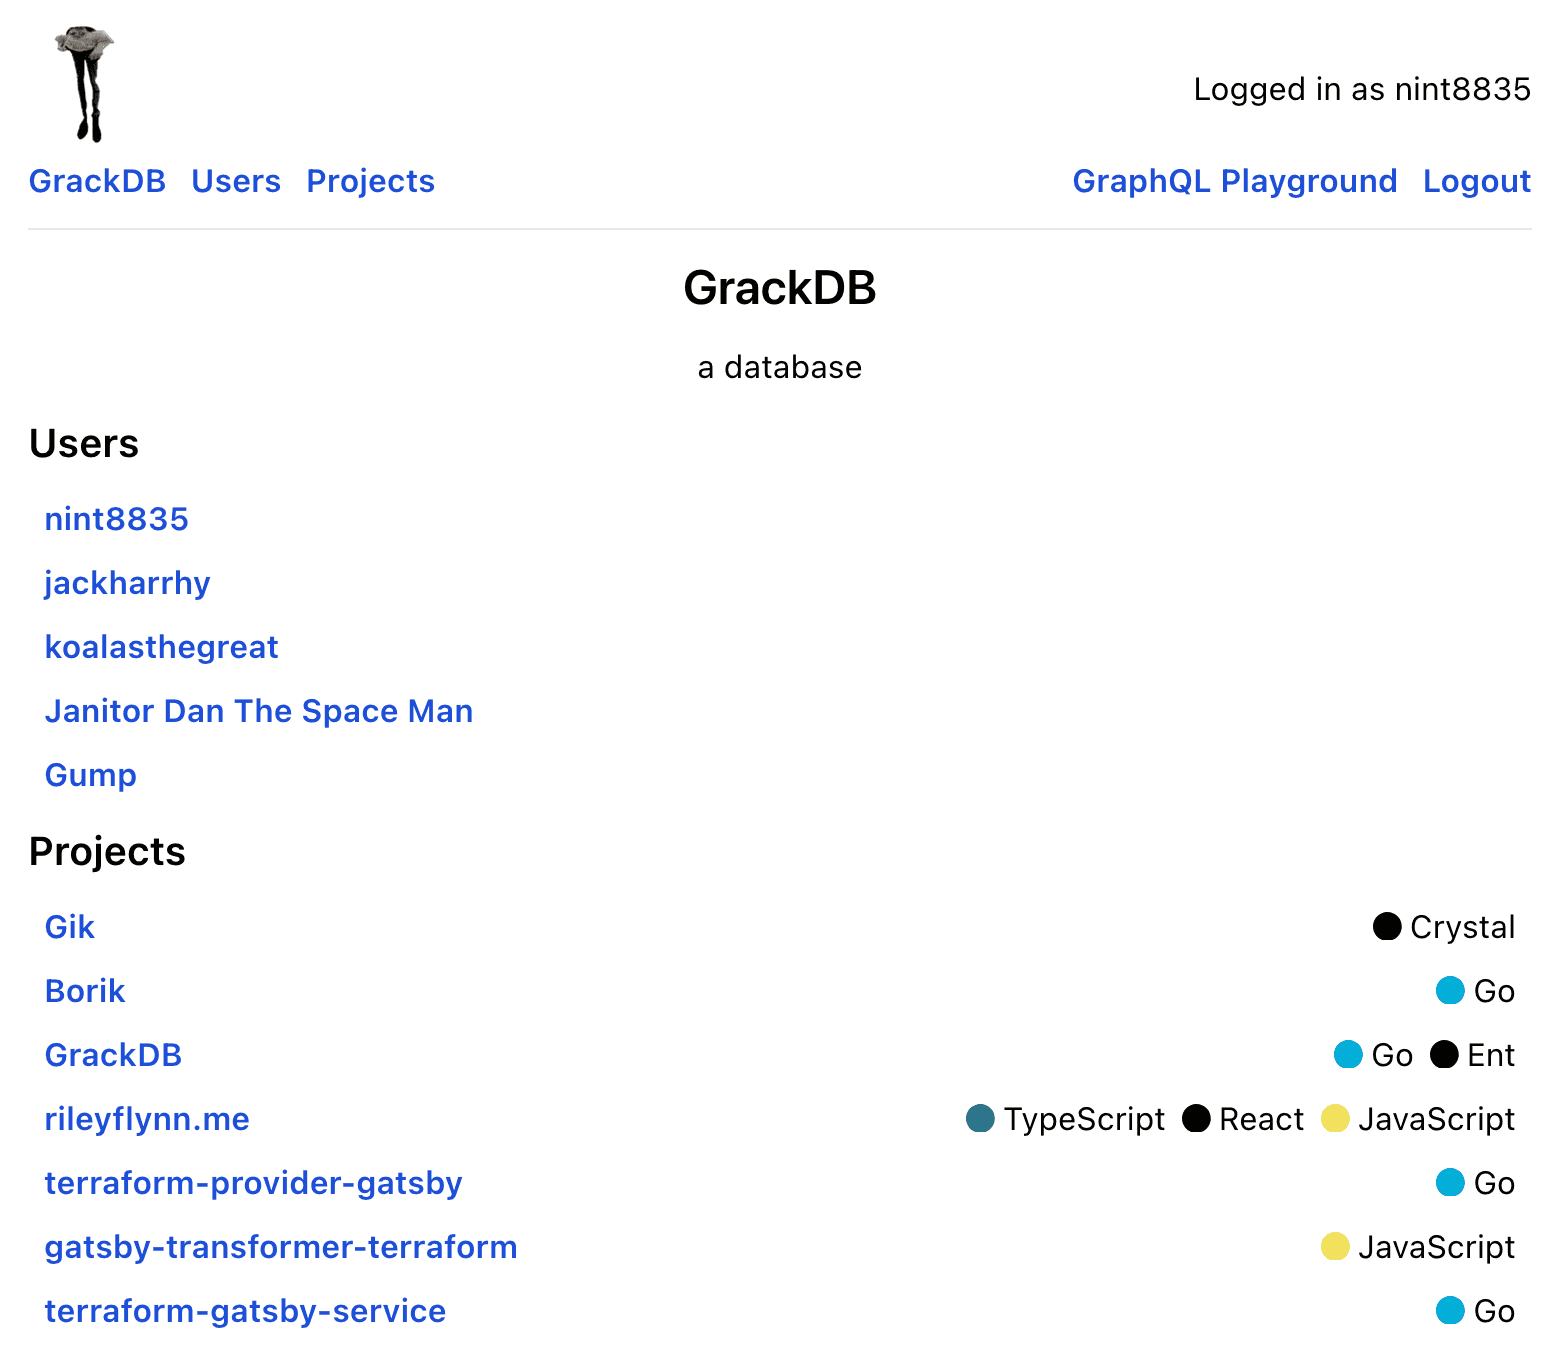 Logged in as nint8835
GrackDB Users Projects GraphQL Playground Logout
GrackDB
a database
Users
nint8835
jackharrhy
koalasthegreat
Janitor Dan The Space Man
Gump
Projects
Gik Crystal
Borik Go
GrackDB Go Ent
rileyflynn.me TypeScript React JavaScript
terraform-provider-gatsby Go
gatsby-transformer-terraform JavaScript
terraform-gatsby-service Go